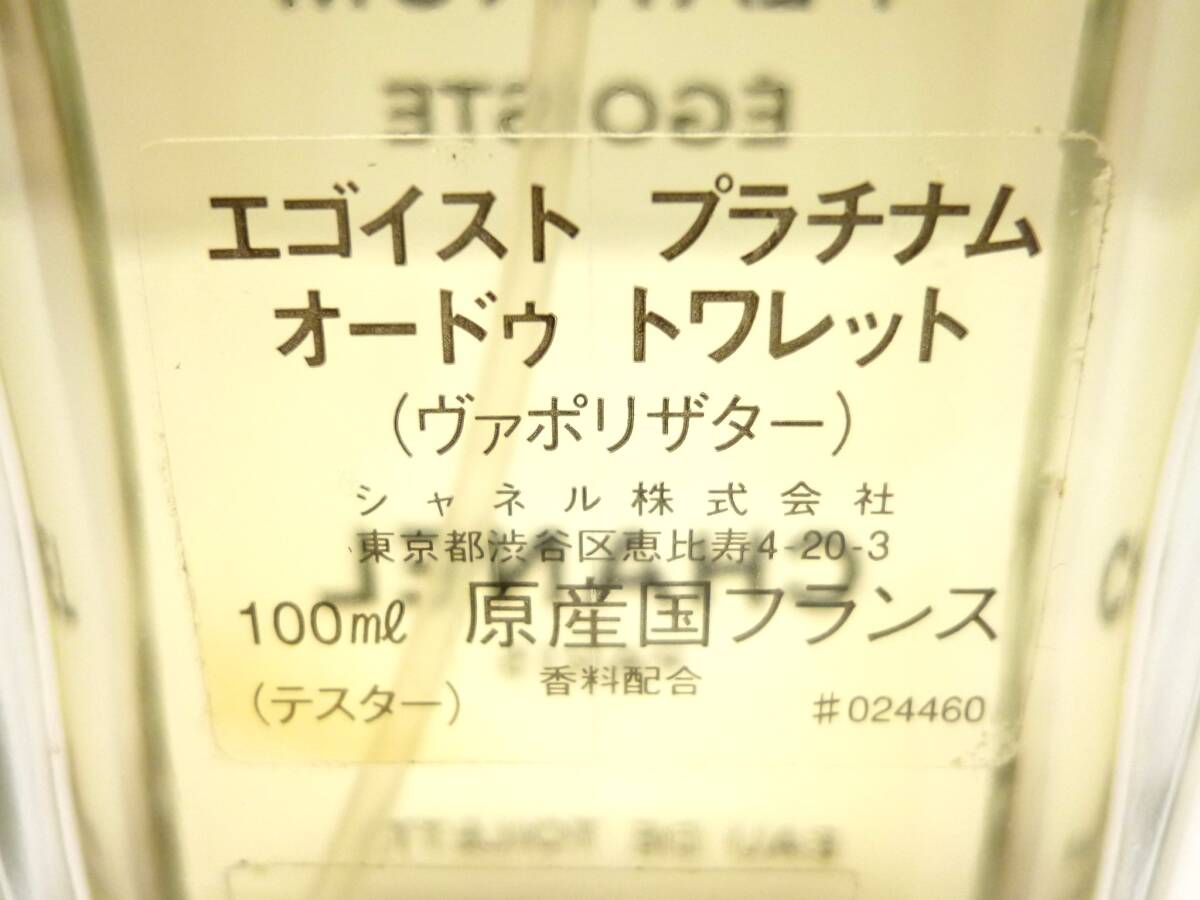 ÉGOÏSTE
エゴイスト プラチナム
オードゥ トワレット
(ヴァポリザター)
シャネル株式会社
東京都渋谷区恵比寿4-20-3
CHANEL
100ml 原産国フランス
香料配合
(テスター) #024460
EAU DE TOILETT